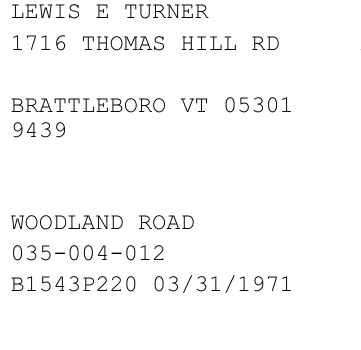 LEWIS E TURNER
1716 THOMAS HILL RD
BRATTLEBORO VT 05301
9439
WOODLAND ROAD
035-004-012
B1543P220 03/31/1971